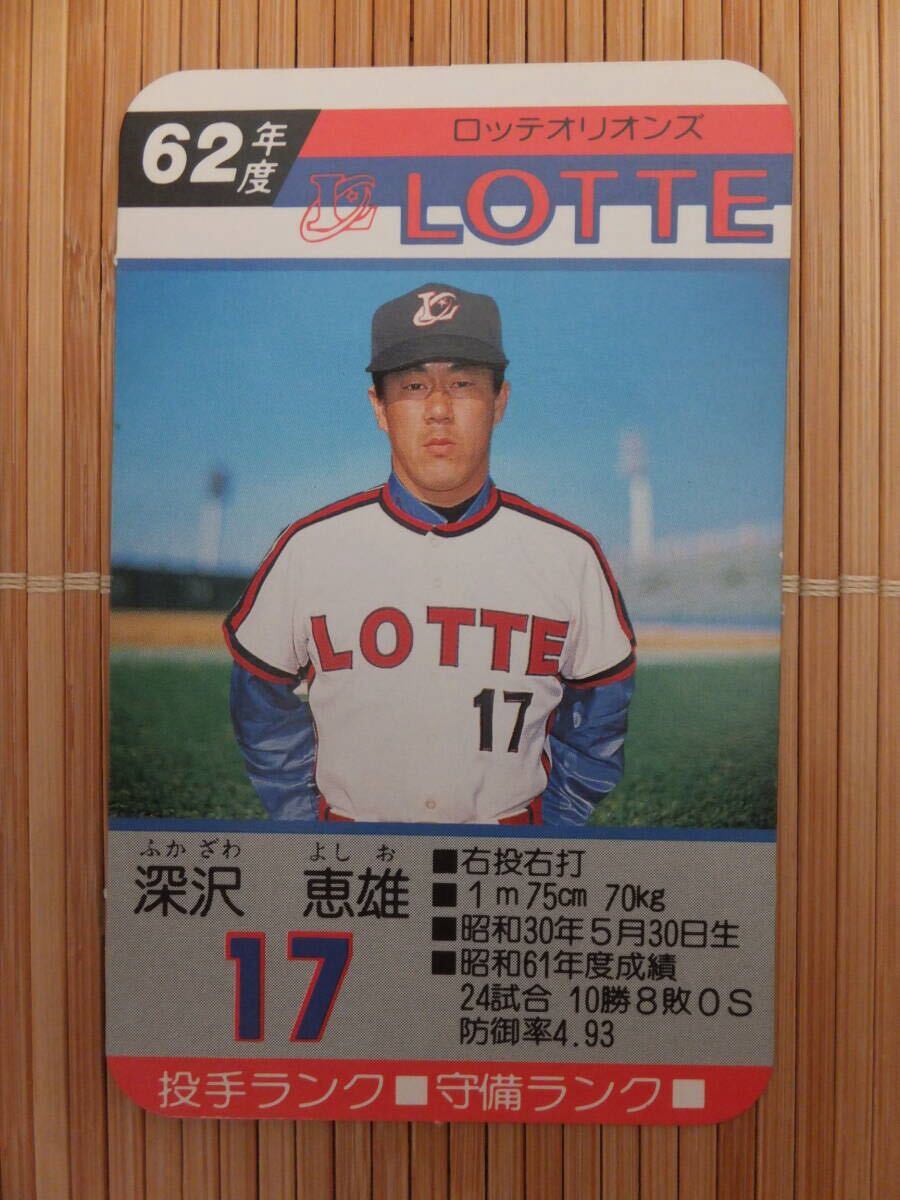 62年度
ロッテオリオンズ
LOTTE
LOTTE
17
ふかざわ よしお
深沢 恵雄
17
■右投右打
■1m75cm 70kg
■昭和30年5月30日生
■昭和61年度成績
24試合 10勝8敗0S
防御率4.93
投手ランク■守備ランク■